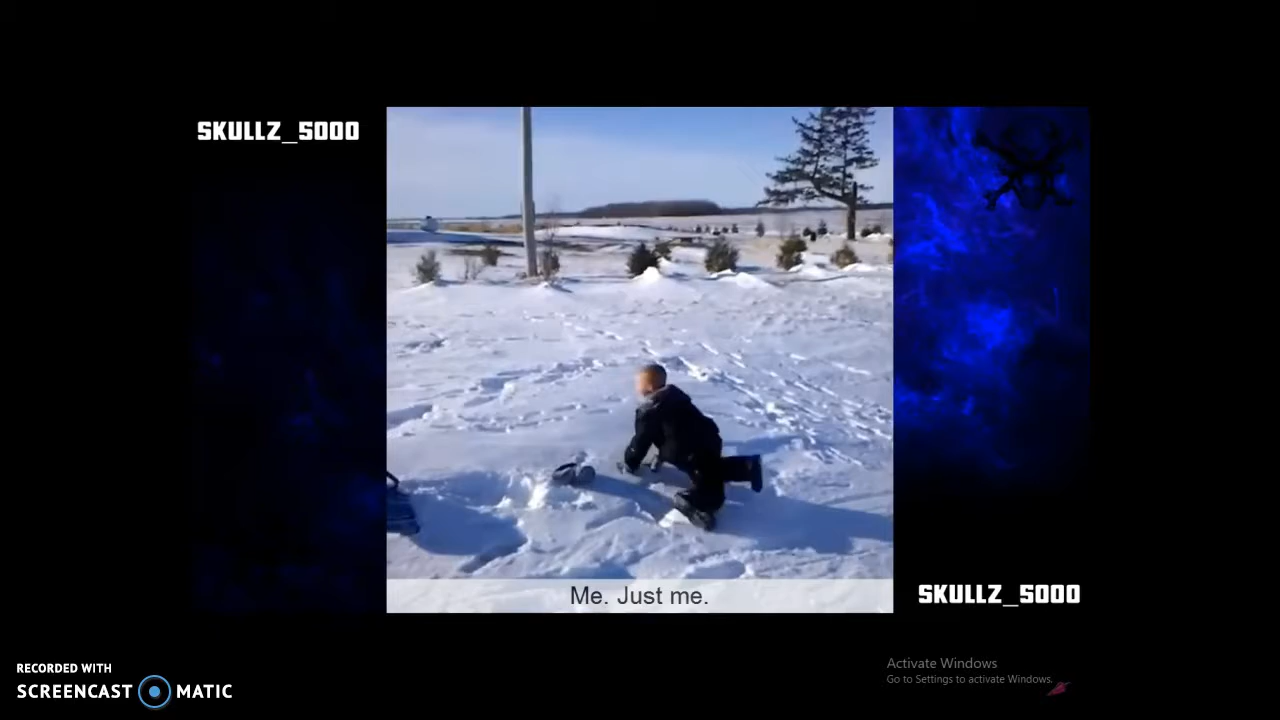 SKULLZ_5000
Me. Just me.
SKULLZ_5000
RECORDED WITH
SCREENCAST MATIC
Activate Windows
Go to Settings to activate Windows.